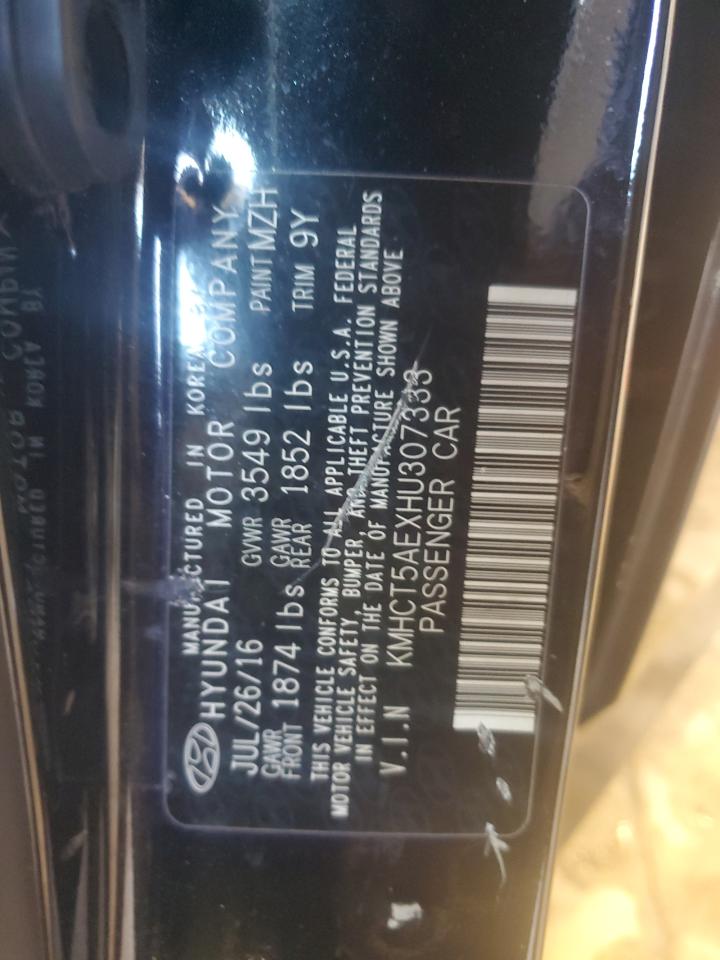 MANUFACTURED IN KOREA
HYUNDAI MOTOR COMPANY
JUL/26/16 GVWR 3549 lbs PAINT MZH
GAWR FRONT 1874 lbs GAWR REAR 1852 lbs TRIM 9Y
THIS VEHICLE CONFORMS TO ALL APPLICABLE U.S.A. FEDERAL
MOTOR VEHICLE SAFETY, BUMPER, AND THEFT PREVENTION STANDARDS
IN EFFECT ON THE DATE OF MANUFACTURE SHOWN ABOVE
V.I.N KMHCT5AEXHU307333
PASSENGER CAR